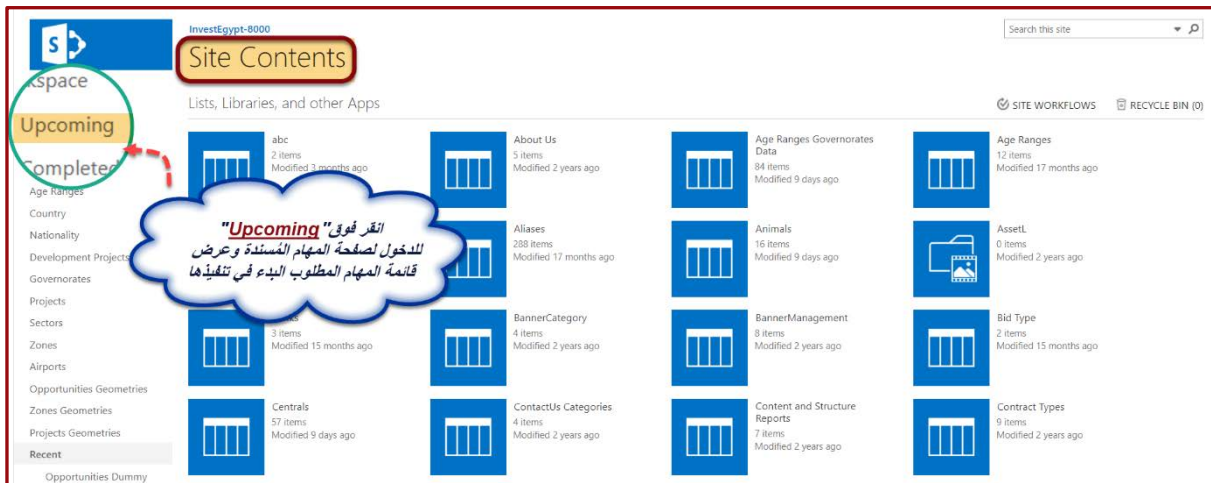 InvestEgypt-8000
Search this site
Site Contents
Lists, Libraries, and other Apps
SITE WORKFLOWS
RECYCLE BIN (0)
Upcoming
Completed
Age Ranges
Country
Nationality
Development Projects
Governorates
Projects
Sectors
Zones
Airports
Opportunities Geometries
Zones Geometries
Projects Geometries
Recent
Opportunities Dummy
انقر فوق "Upcoming"
للدخول لصفحة المهام المُسندة وعرض
قائمة المهام المطلوب البدء في تنفيذها
abc
2 items
Modified 3 months ago
About Us
5 items
Modified 2 years ago
Age Ranges Governorates
Data
84 items
Modified 9 days ago
Age Ranges
12 items
Modified 17 months ago
Aliases
288 items
Modified 17 months ago
Animals
16 items
Modified 9 days ago
AssetL
0 items
Modified 2 years ago
3 items
Modified 15 months ago
BannerCategory
4 items
Modified 2 years ago
BannerManagement
8 items
Modified 2 years ago
Bid Type
2 items
Modified 15 months ago
Centrals
57 items
Modified 9 days ago
ContactUs Categories
4 items
Modified 2 years ago
Content and Structure
Reports
7 items
Modified 2 years ago
Contract Types
9 items
Modified 2 years ago